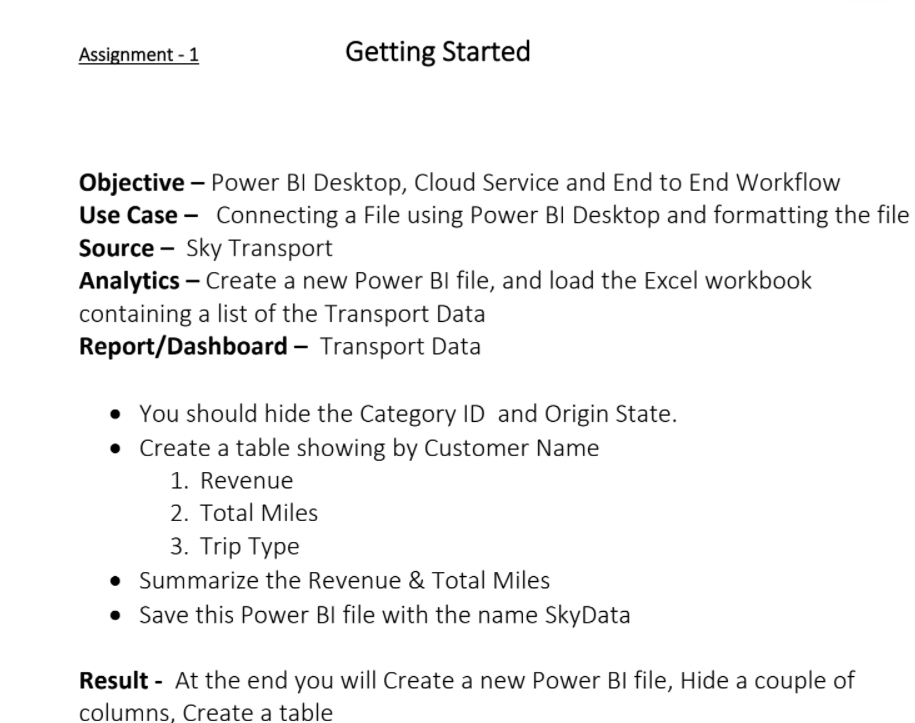 Assignment - 1 Getting Started
Objective – Power BI Desktop, Cloud Service and End to End Workflow
Use Case – Connecting a File using Power BI Desktop and formatting the file
Source – Sky Transport
Analytics – Create a new Power BI file, and load the Excel workbook
containing a list of the Transport Data
Report/Dashboard – Transport Data
• You should hide the Category ID and Origin State.
• Create a table showing by Customer Name
1. Revenue
2. Total Miles
3. Trip Type
• Summarize the Revenue & Total Miles
• Save this Power BI file with the name SkyData
Result - At the end you will Create a new Power BI file, Hide a couple of
columns, Create a table